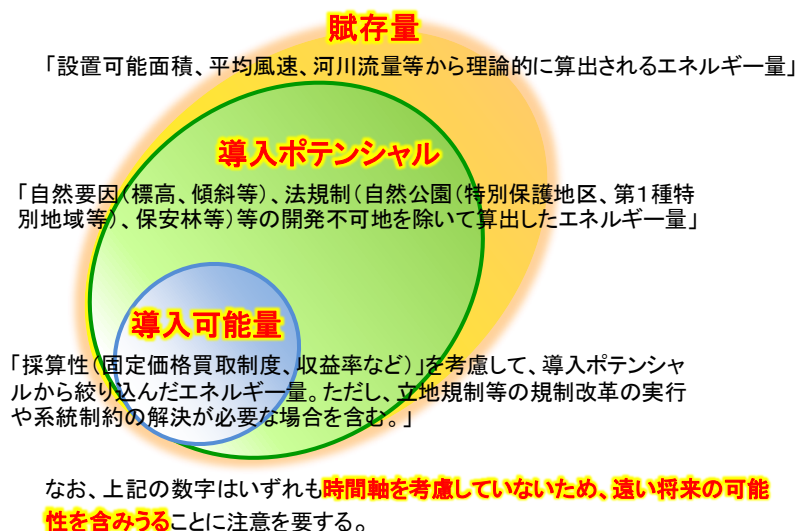 賦存量
「設置可能面積、平均風速、河川流量等から理論的に算出されるエネルギー量」
導入ポテンシャル
「自然要因（標高、傾斜等）、法規制（自然公園（特別保護地区、第１種特
別地域等）、保安林等）等の開発不可地を除いて算出したエネルギー量」
導入可能量
「採算性（固定価格買取制度、収益率など）」を考慮して、導入ポテンシャ
ルから絞り込んだエネルギー量。ただし、立地規制等の規制改革の実行
や系統制約の解決が必要な場合を含む。」
なお、上記の数字はいずれも時間軸を考慮していないため、遠い将来の可能
性を含みうることに注意を要する。